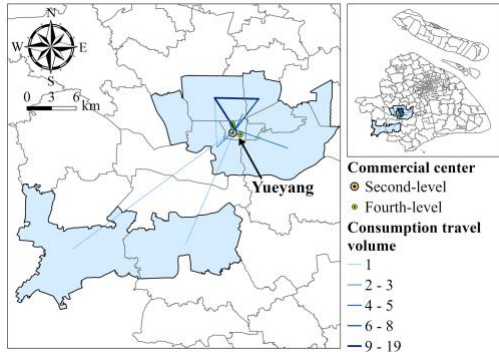 N
W E
S
0 3 6
km
Yueyang
Commercial center
Second-level
Fourth-level
Consumption travel
volume
1
2 - 3
4 - 5
6 - 8
9 - 19